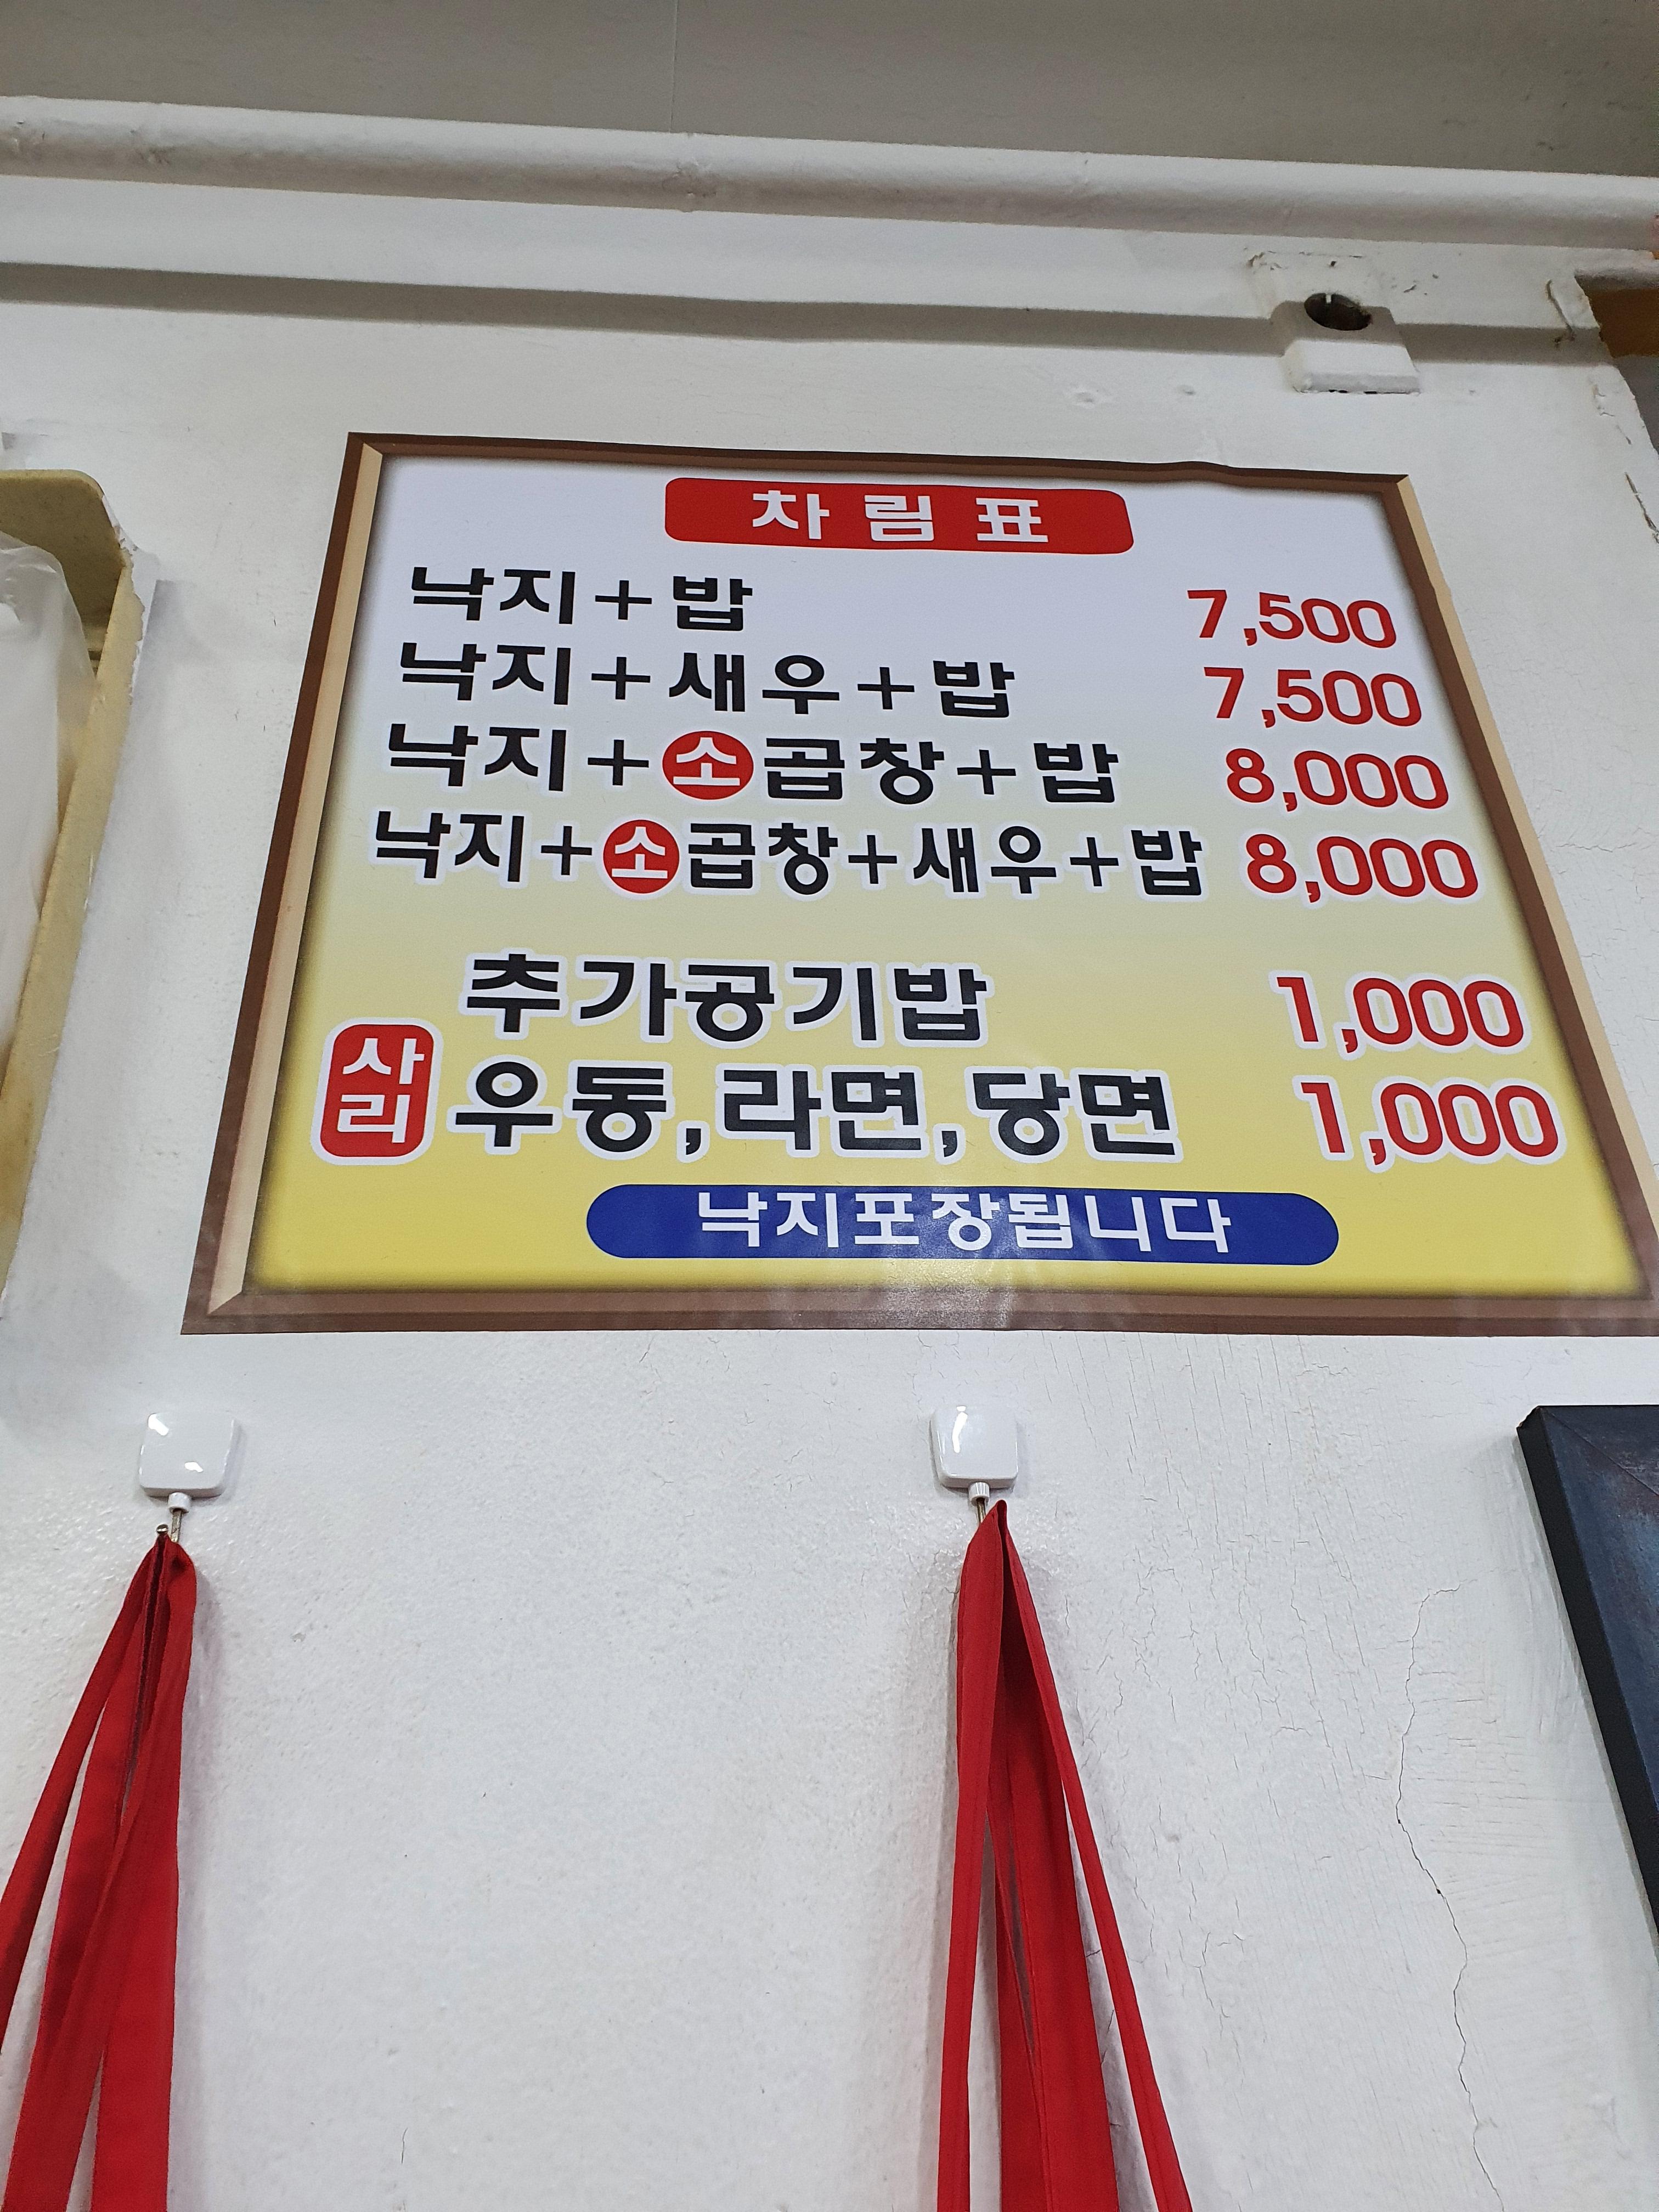 차림표
낙지+밥 7,500
낙지+새우+밥 7,500
낙지+소곱창+밥 8,000
낙지+소곱창+새우+밥 8,000
추가공기밥 1,000
사리 우동,라면,당면 1,000
낙지포장됩니다